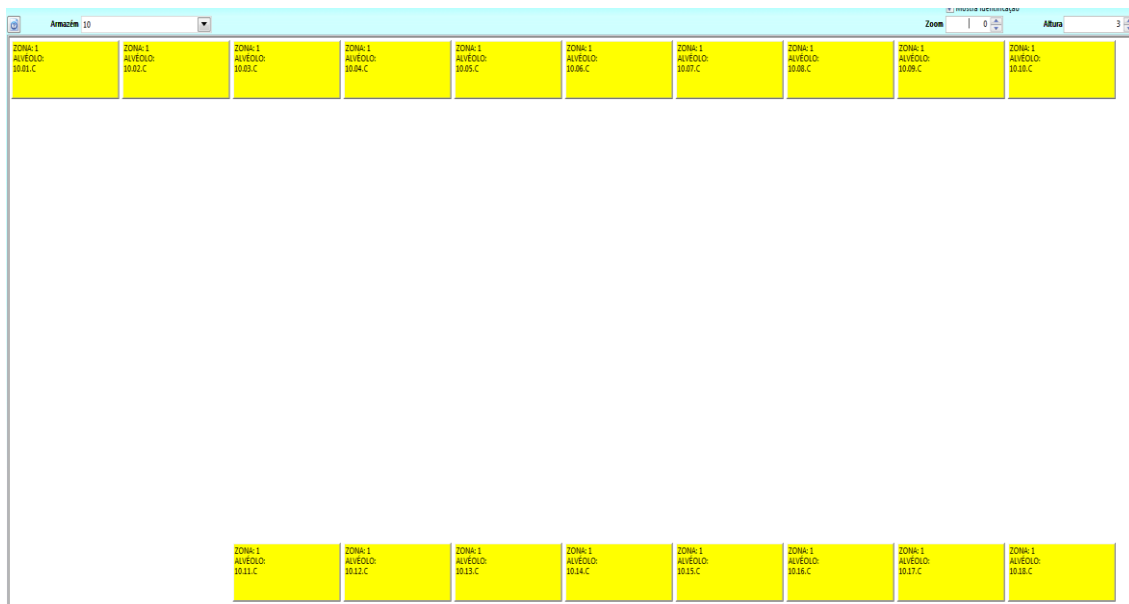 Mostra Identificação
Armazém 10 Zoom 0 Altura 3
ZONA: 1 ZONA: 1 ZONA: 1 ZONA: 1 ZONA: 1 ZONA: 1 ZONA: 1 ZONA: 1 ZONA: 1 ZONA: 1
ALVÉOLO: ALVÉOLO: ALVÉOLO: ALVÉOLO: ALVÉOLO: ALVÉOLO: ALVÉOLO: ALVÉOLO: ALVÉOLO: ALVÉOLO:
10.01.C 10.02.C 10.03.C 10.04.C 10.05.C 10.06.C 10.07.C 10.08.C 10.09.C 10.10.C
ZONA: 1 ZONA: 1 ZONA: 1 ZONA: 1 ZONA: 1 ZONA: 1 ZONA: 1 ZONA: 1
ALVÉOLO: ALVÉOLO: ALVÉOLO: ALVÉOLO: ALVÉOLO: ALVÉOLO: ALVÉOLO: ALVÉOLO:
10.11.C 10.12.C 10.13.C 10.14.C 10.15.C 10.16.C 10.17.C 10.18.C